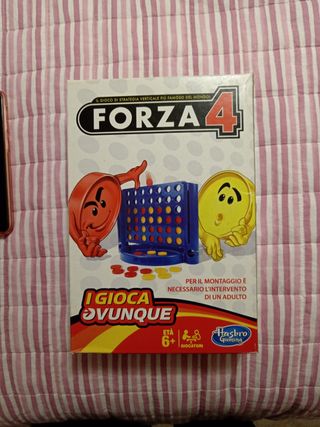 IL GIOCO DI STRATEGIA VERTICALE PIÙ FAMOSO DEL MONDO!
FORZA 4
PER IL MONTAGGIO È
NECESSARIO L'INTERVENTO
DI UN ADULTO
I GIOCA
OVUNQUE
ETÀ
6+
GIOCATORI
Hasbro
Gaming